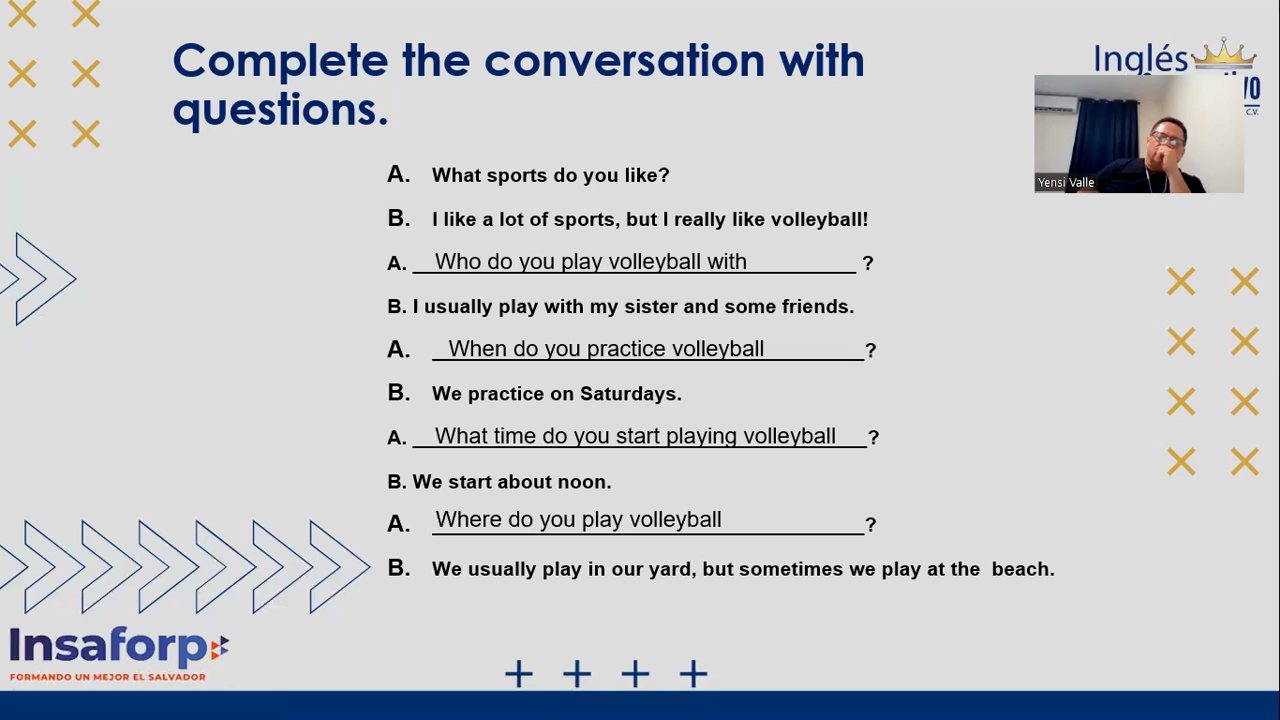 Complete the conversation with
questions.
Inglés
C.V.
Yensi Valle
A. What sports do you like?
B. I like a lot of sports, but I really like volleyball!
A. Who do you play volleyball with ?
B. I usually play with my sister and some friends.
A. When do you practice volleyball ?
B. We practice on Saturdays.
A. What time do you start playing volleyball ?
B. We start about noon.
A. Where do you play volleyball ?
B. We usually play in our yard, but sometimes we play at the beach.
Insaforp
FORMANDO UN MEJOR EL SALVADOR